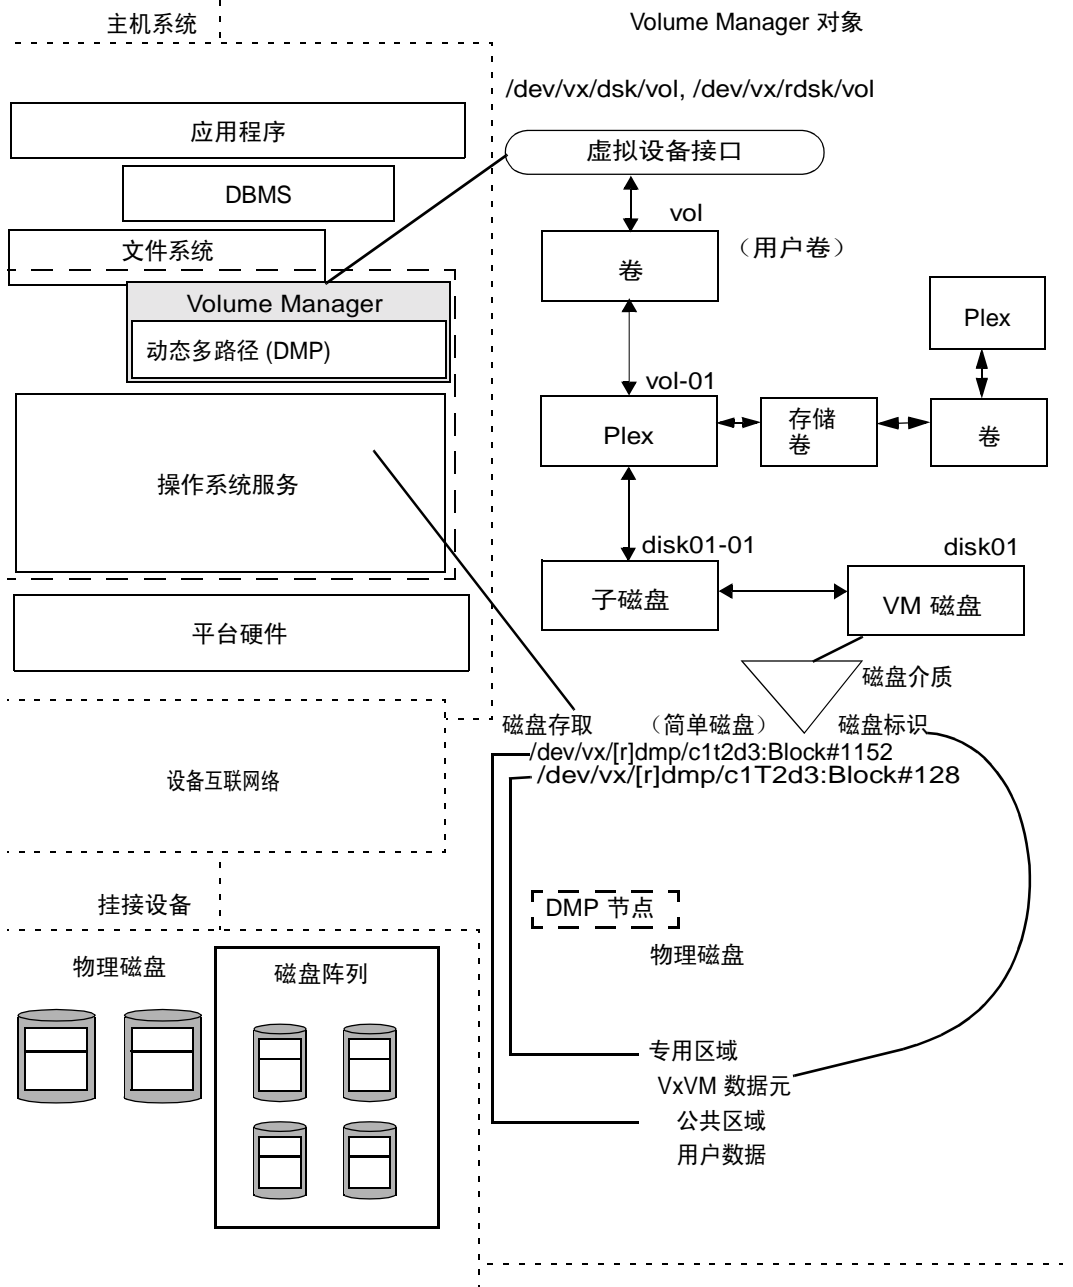 主机系统
Volume Manager 对象
/dev/vx/dsk/vol, /dev/vx/rdsk/vol
应用程序
虚拟设备接口
DBMS
vol
文件系统
（用户卷）
卷
Volume Manager
动态多路径 (DMP)
Plex
vol-01
Plex
存储
卷
卷
操作系统服务
disk01-01
disk01
子磁盘
VM 磁盘
平台硬件
磁盘介质
磁盘存取
（简单磁盘）
磁盘标识
/dev/vx/[r]dmp/c1t2d3:Block#1152
/dev/vx/[r]dmp/c1T2d3:Block#128
设备互联网络
挂接设备
DMP 节点
物理磁盘
物理磁盘
磁盘阵列
专用区域
VxVM 数据元
公共区域
用户数据